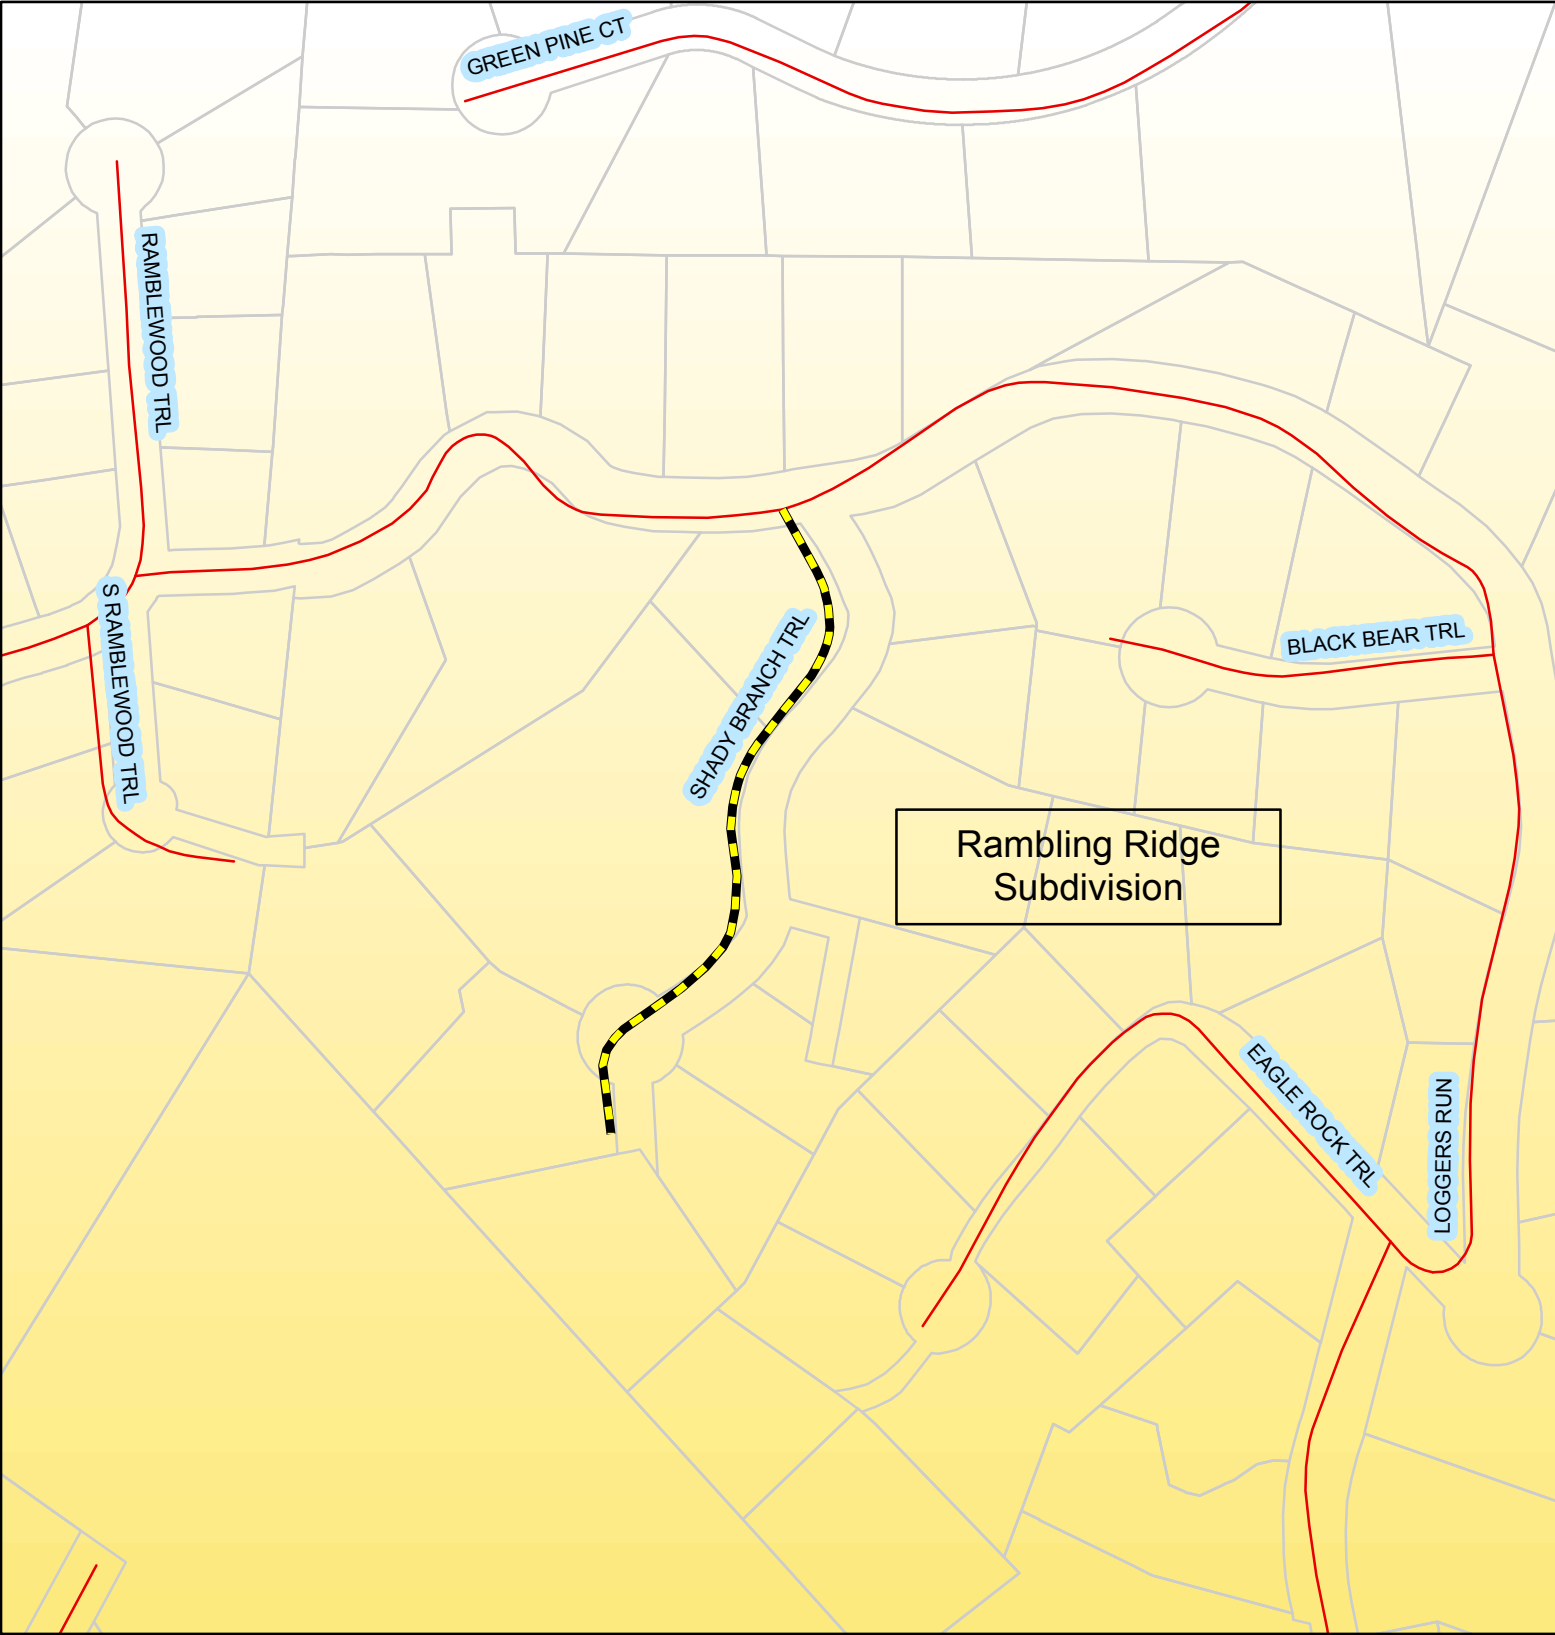 GREEN PINE CT
RAMBLEWOOD TRL
S RAMBLEWOOD TRL
SHADY BRANCH TRL
BLACK BEAR TRL
Rambling Ridge
Subdivision
EAGLE ROCK TRL
LOGGERS RUN